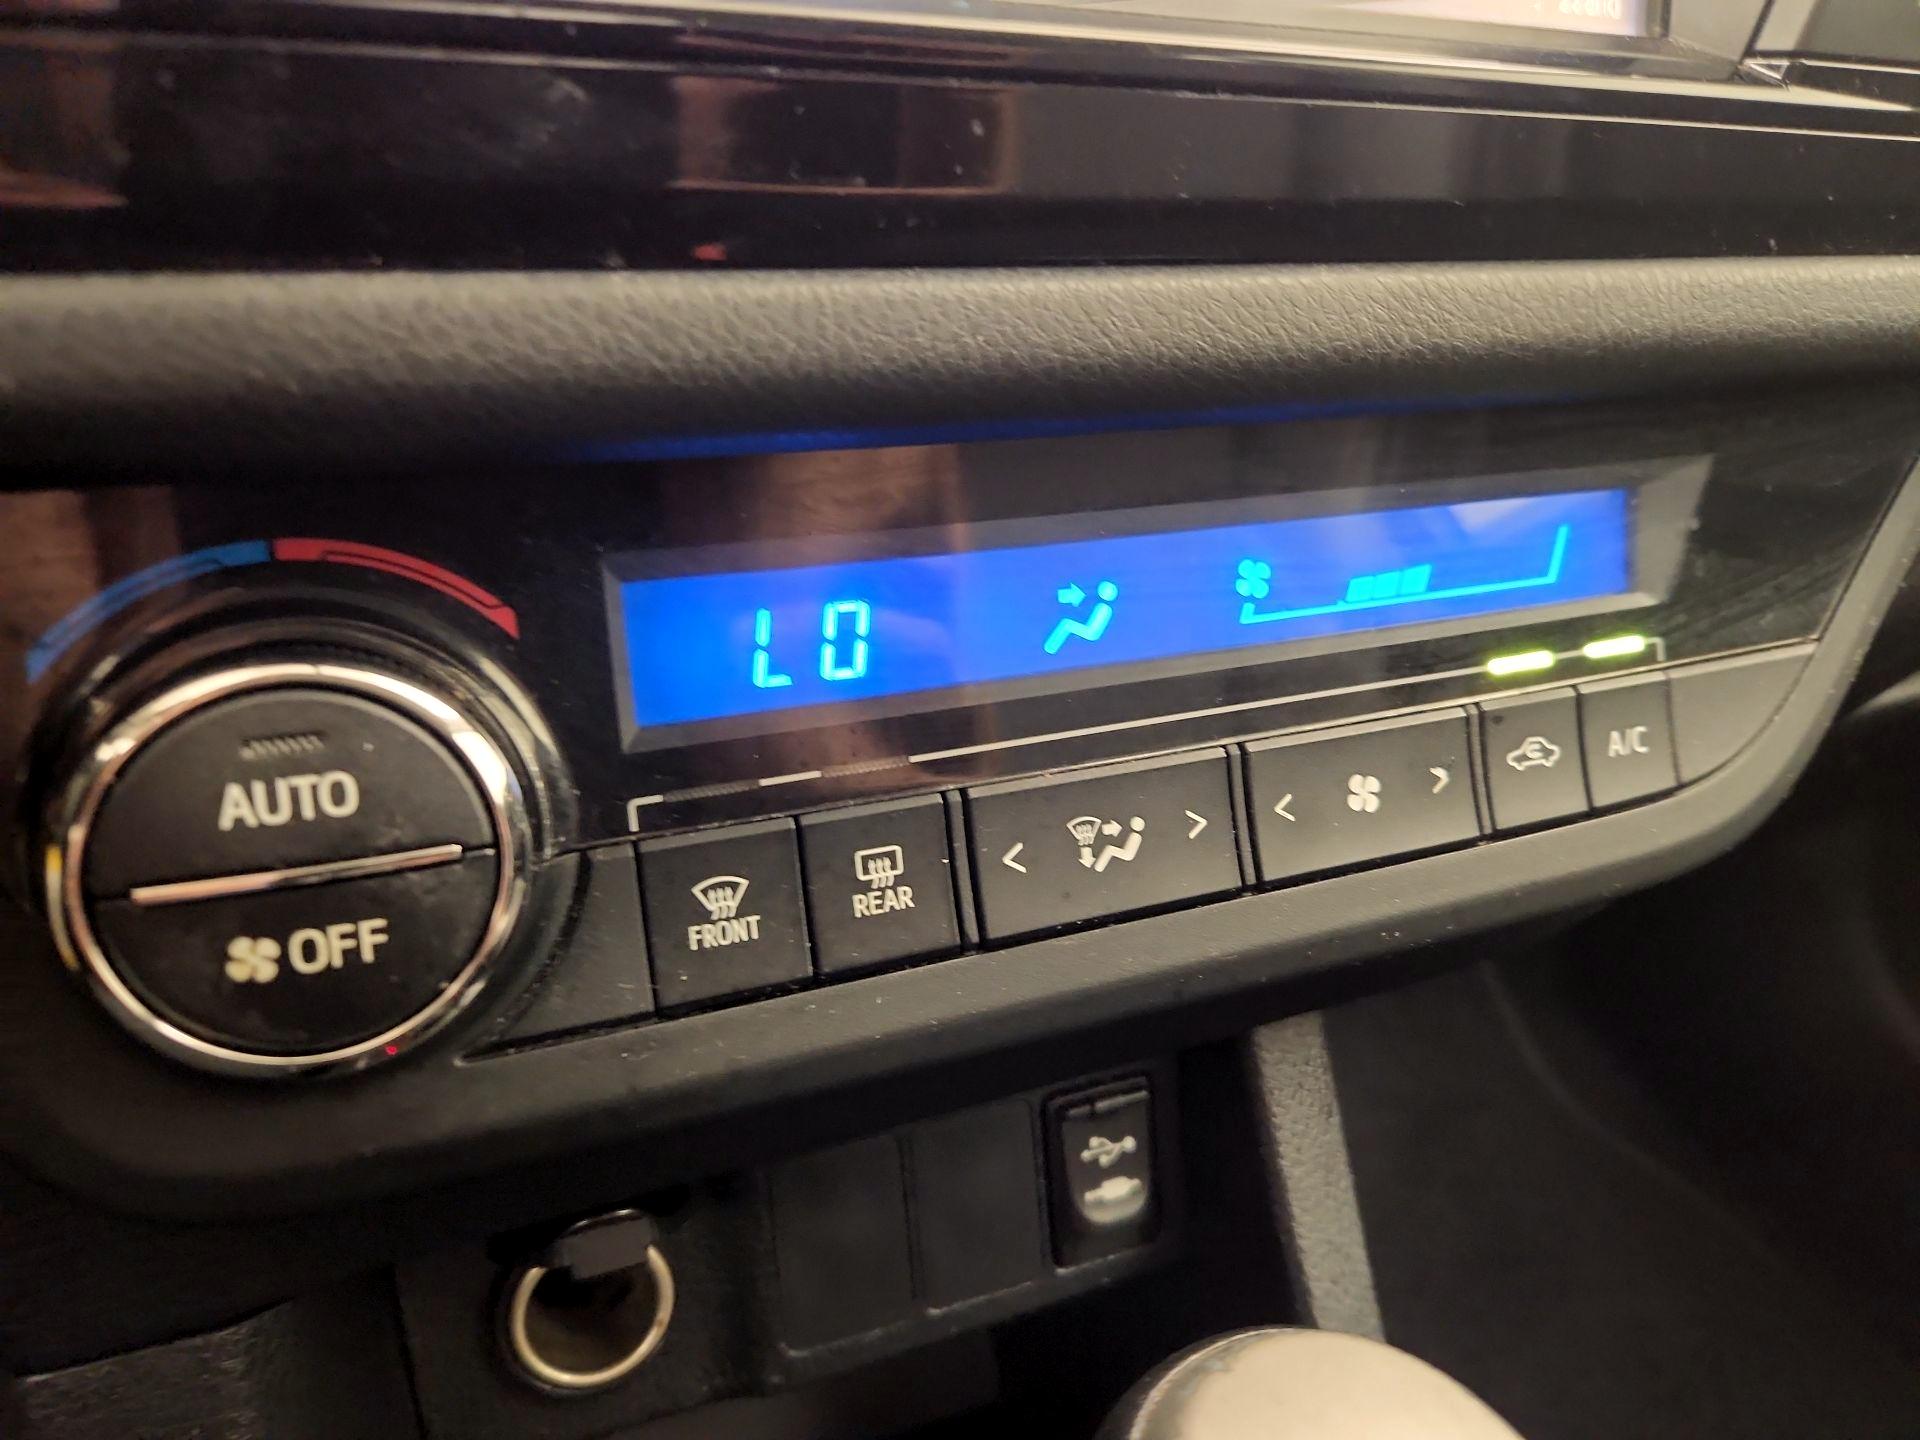 LO
AUTO
OFF
FRONT
REAR
< >
< >
A/C